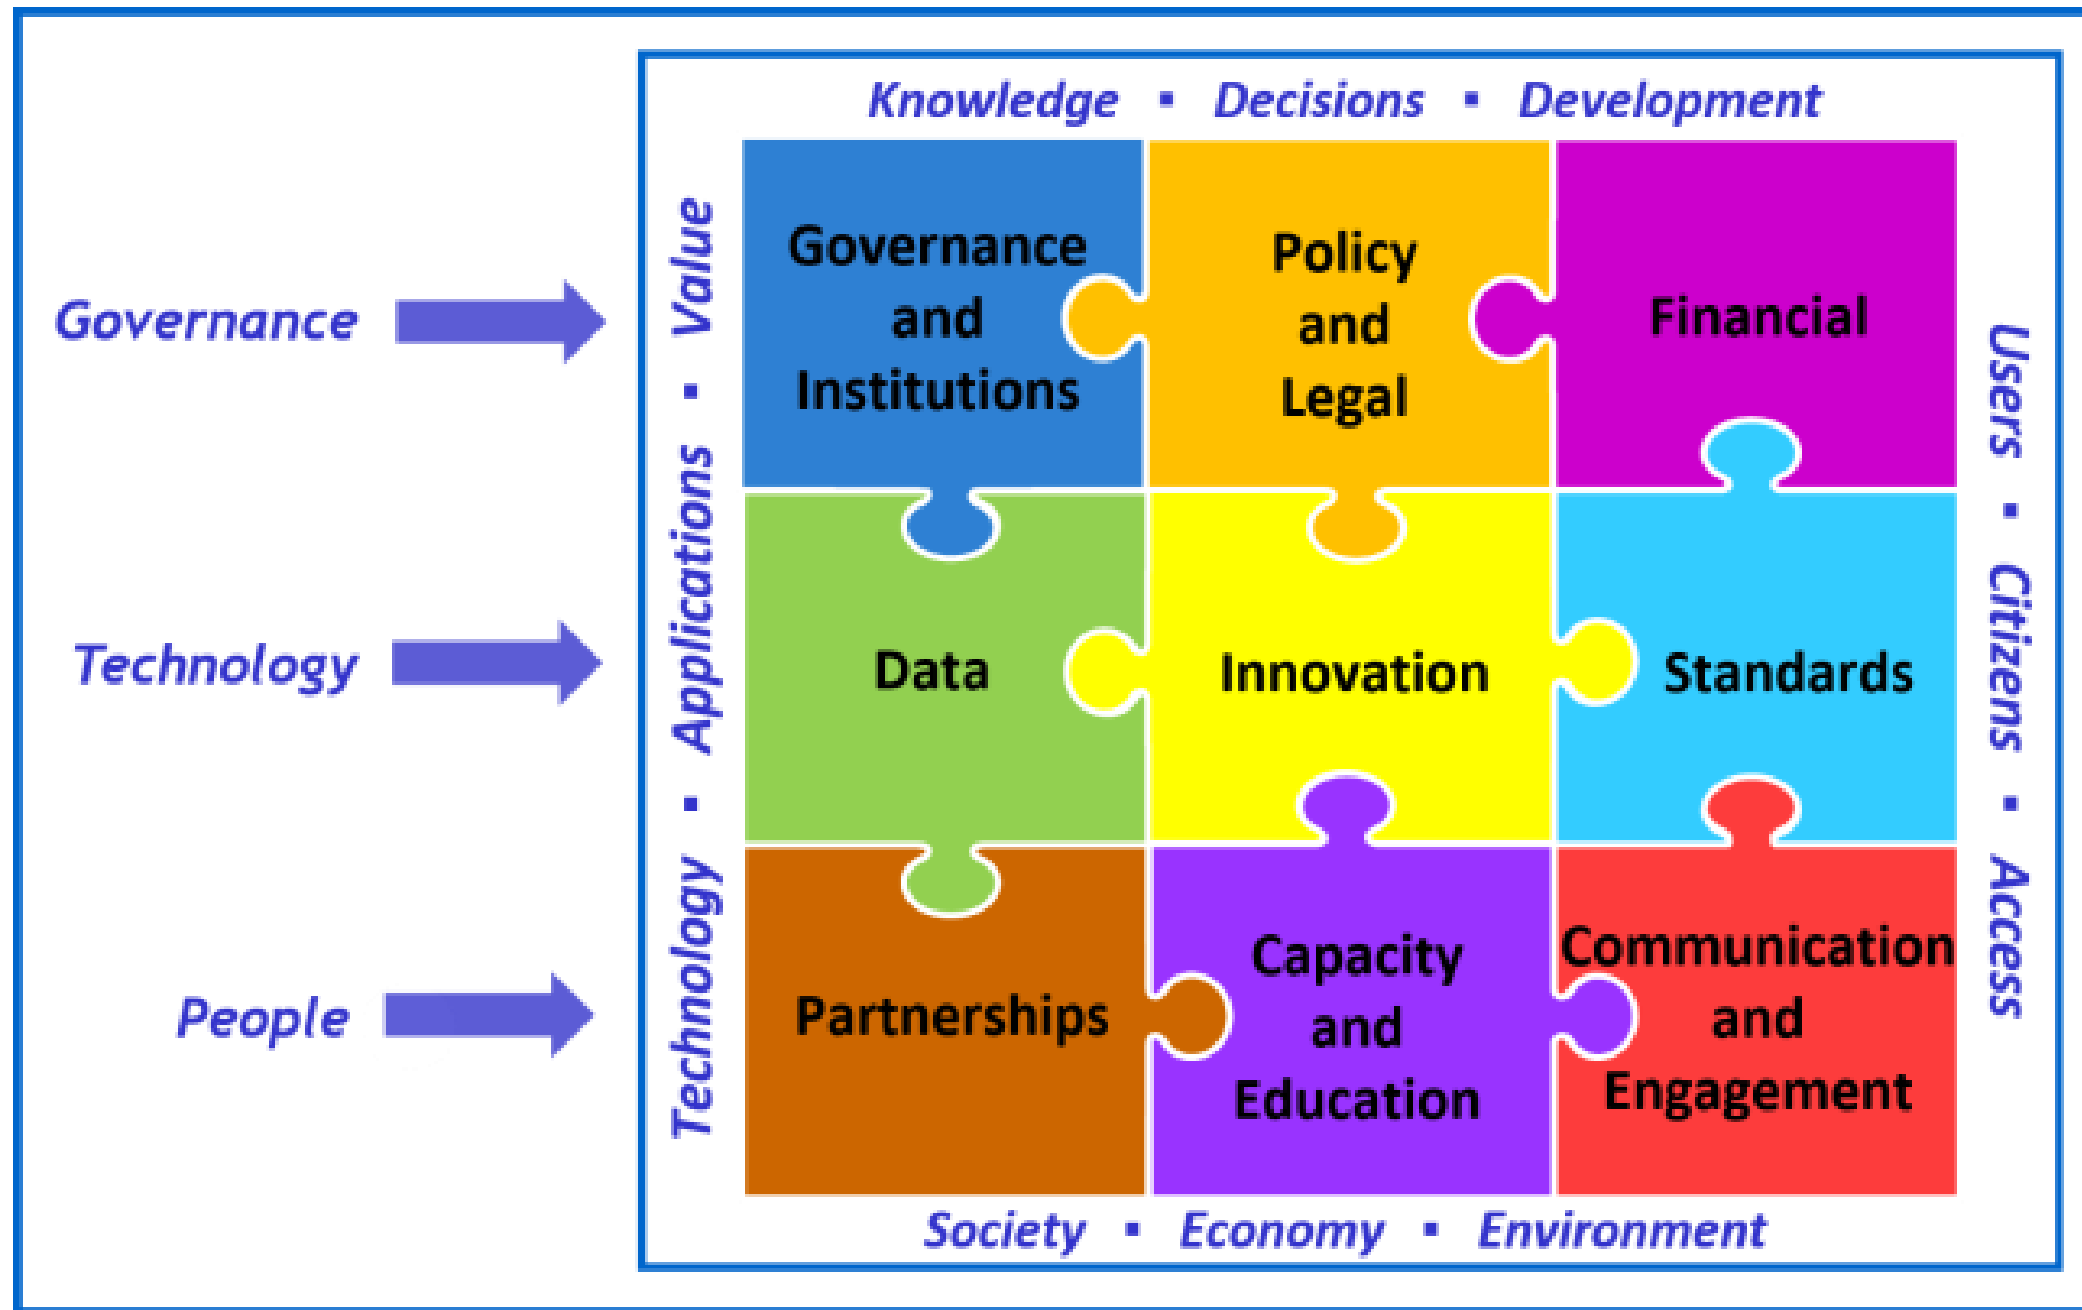 Knowledge ▪ Decisions ▪ Development
Governance
Technology
People
Technology ▪ Applications ▪ Value
Governance
and
Institutions
Policy
and
Legal
Financial
Data
Innovation
Standards
Partnerships
Capacity
and
Education
Communication
and
Engagement
Users ▪ Citizens ▪ Access
Society ▪ Economy ▪ Environment